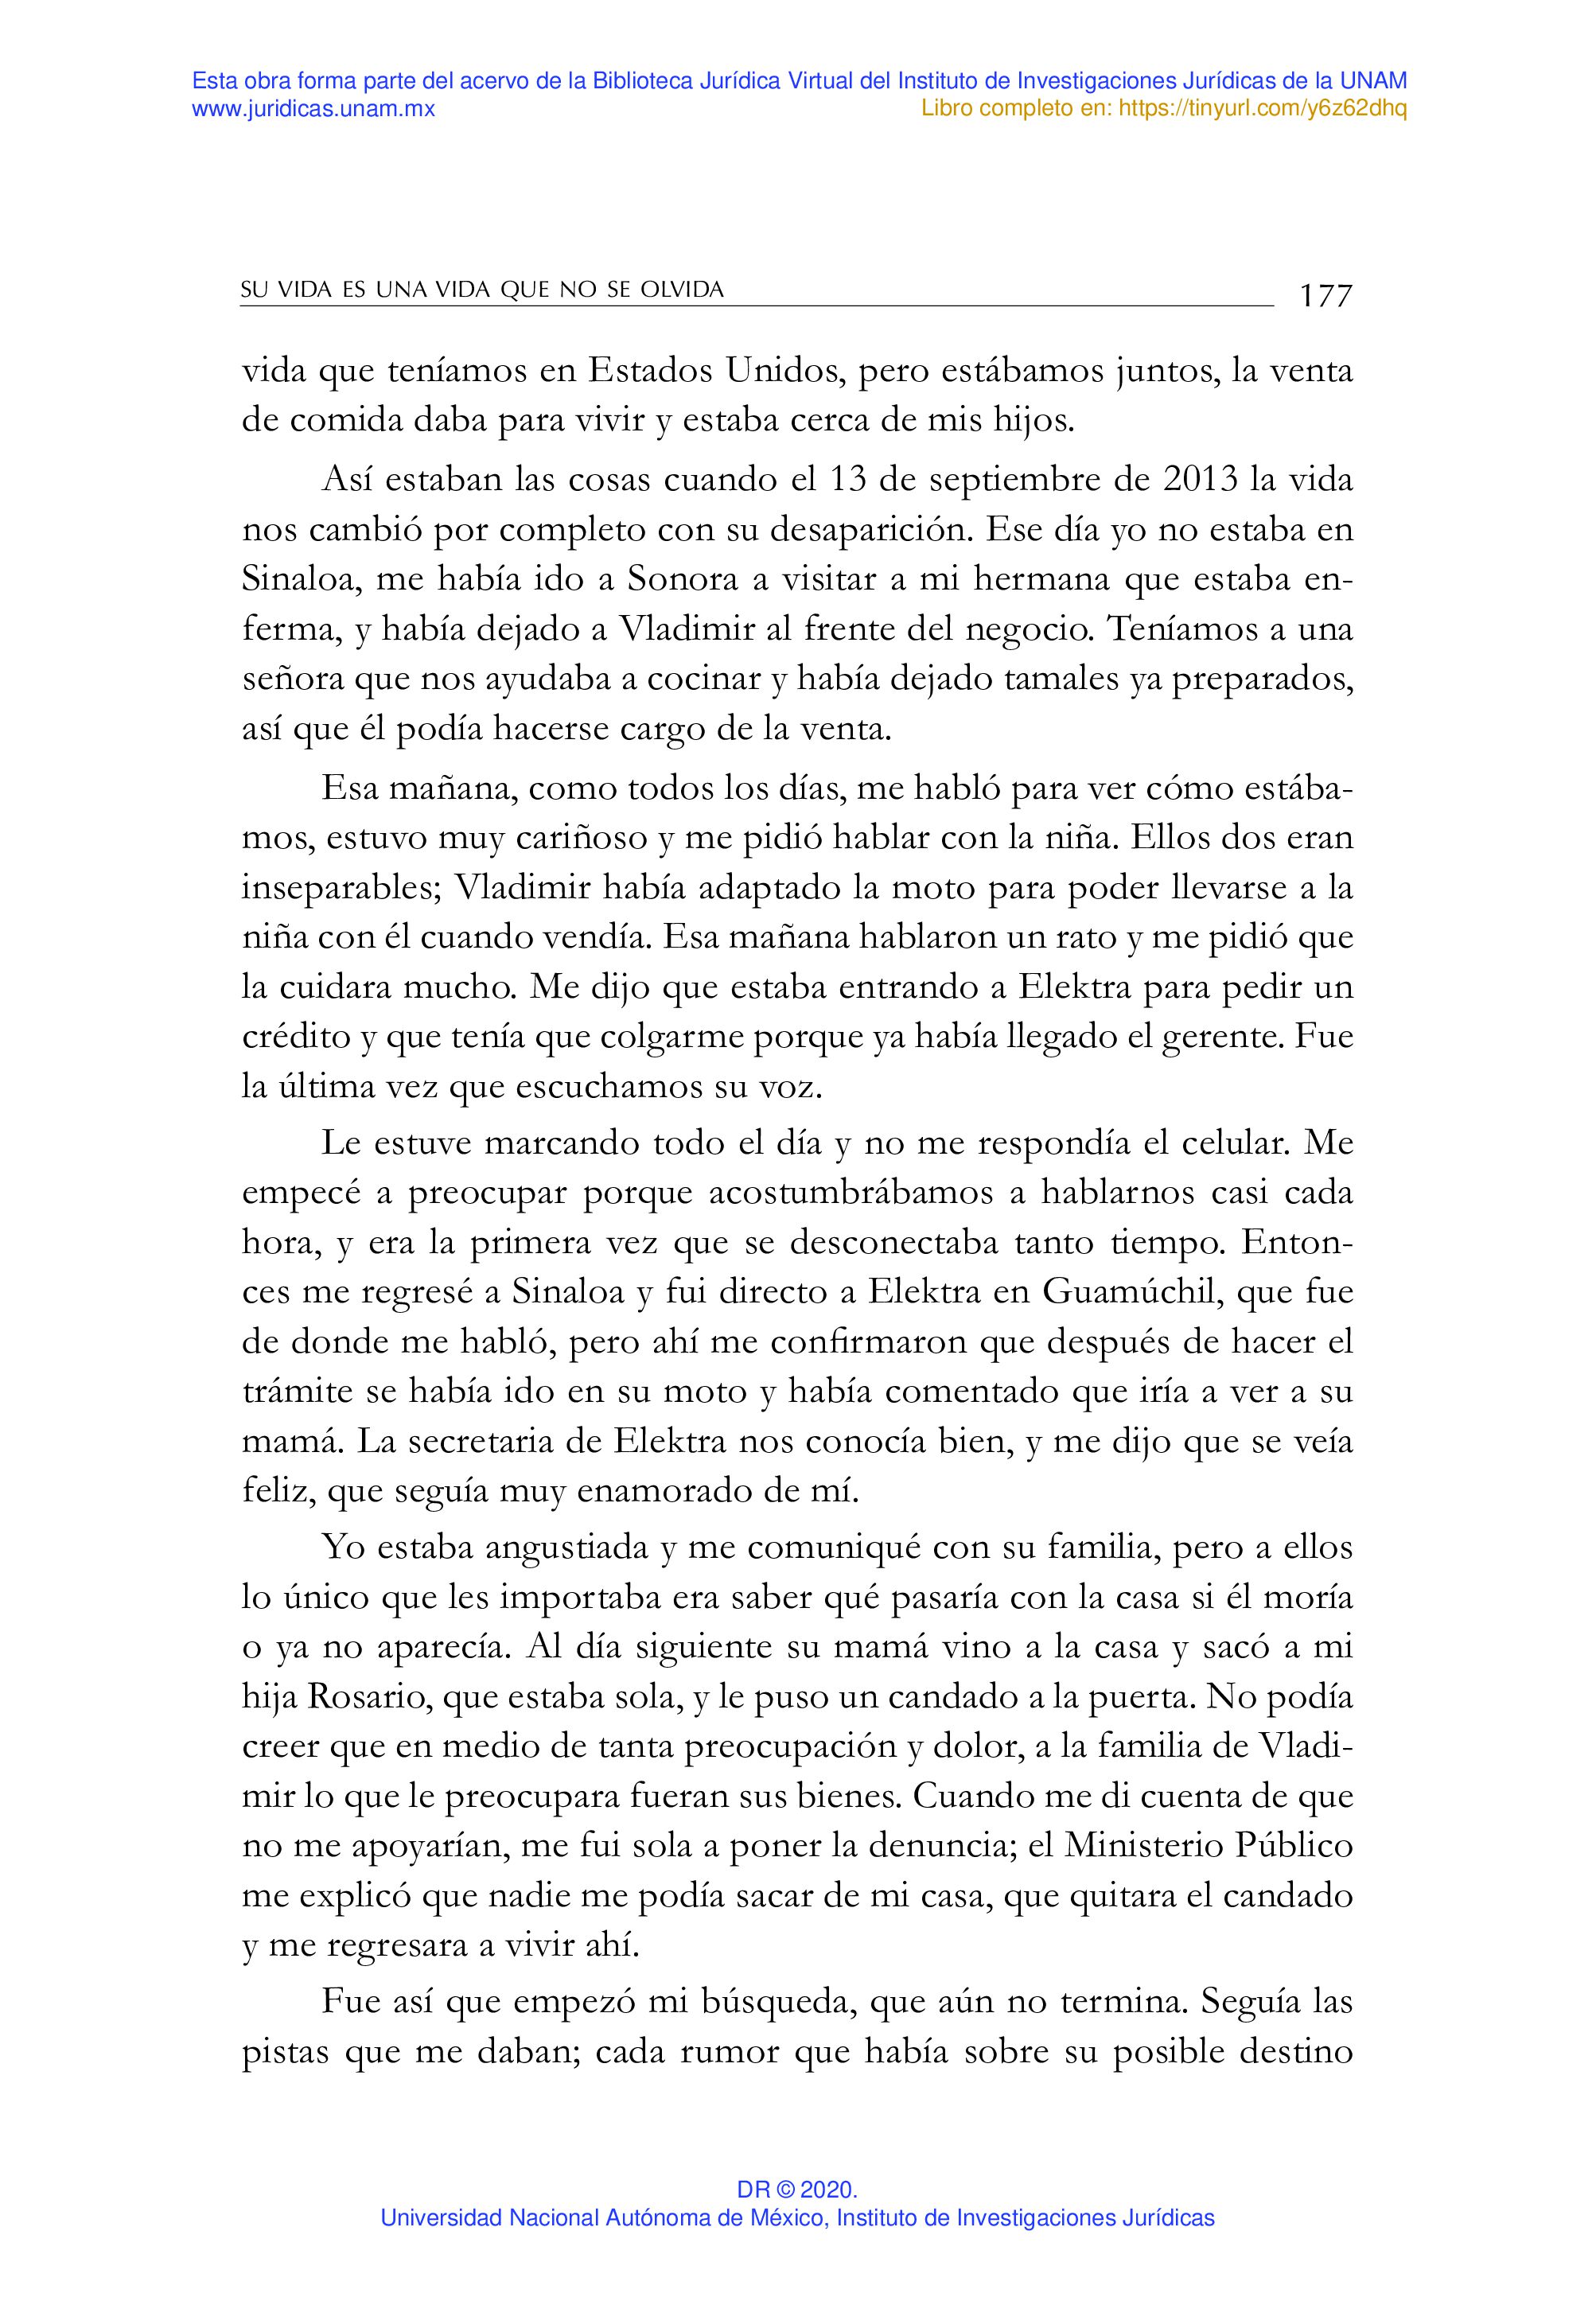 Esta obra forma parte del acervo de la Biblioteca Jurídica Virtual del Instituto de Investigaciones Jurídicas de la UNAM
www.juridicas.unam.mx
Libro completo en: https://tinyurl.com/y6z62dhq
SU VIDA ES UNA VIDA QUE NO SE OLVIDA
177
vida que teníamos en Estados Unidos, pero estábamos juntos, la venta
de comida daba para vivir y estaba cerca de mis hijos.
Así estaban las cosas cuando el 13 de septiembre de 2013 la vida
nos cambió por completo con su desaparición. Ese día yo no estaba en
Sinaloa, me había ido a Sonora a visitar a mi hermana que estaba en-
ferma, y había dejado a Vladimir al frente del negocio. Teníamos a una
señora que nos ayudaba a cocinar y había dejado tamales ya preparados,
así que él podía hacerse cargo de la venta.
Esa mañana, como todos los días, me habló para ver cómo estába-
mos, estuvo muy cariñoso y me pidió hablar con la niña. Ellos dos eran
inseparables; Vladimir había adaptado la moto para poder llevarse a la
niña con él cuando vendía. Esa mañana hablaron un rato y me pidió que
la cuidara mucho. Me dijo que estaba entrando a Elektra para pedir un
crédito y que tenía que colgarme porque ya había llegado el gerente. Fue
la última vez que escuchamos su voz.
Le estuve marcando todo el día y no me respondía el celular. Me
empecé a preocupar porque acostumbrábamos a hablarnos casi cada
hora, y era la primera vez que se desconectaba tanto tiempo. Enton-
ces me regresé a Sinaloa y fui directo a Elektra en Guamúchil, que fue
de donde me habló, pero ahí me confirmaron que después de hacer el
trámite se había ido en su moto y había comentado que iría a ver a su
mamá. La secretaria de Elektra nos conocía bien, y me dijo que se veía
feliz, que seguía muy enamorado de mí.
Yo estaba angustiada y me comuniqué con su familia, pero a ellos
lo único que les importaba era saber qué pasaría con la casa si él moría
o ya no aparecía. Al día siguiente su mamá vino a la casa y sacó a mi
hija Rosario, que estaba sola, y le puso un candado a la puerta. No podía
creer que en medio de tanta preocupación y dolor, a la familia de Vladi-
mir lo que le preocupara fueran sus bienes. Cuando me di cuenta de que
no me apoyarían, me fui sola a poner la denuncia; el Ministerio Público
me explicó que nadie me podía sacar de mi casa, que quitara el candado
y me regresara a vivir ahí.
Fue así que empezó mi búsqueda, que aún no termina. Seguía las
pistas que me daban; cada rumor que había sobre su posible destino
DR © 2020.
Universidad Nacional Autónoma de México, Instituto de Investigaciones Jurídicas